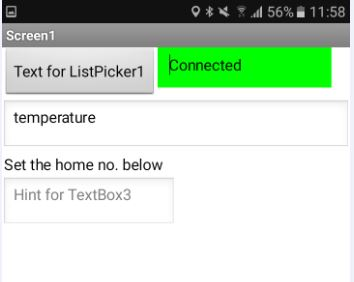 56% 11:58
Screen1
Text for ListPicker1
Connected
temperature
Set the home no. below
Hint for TextBox3